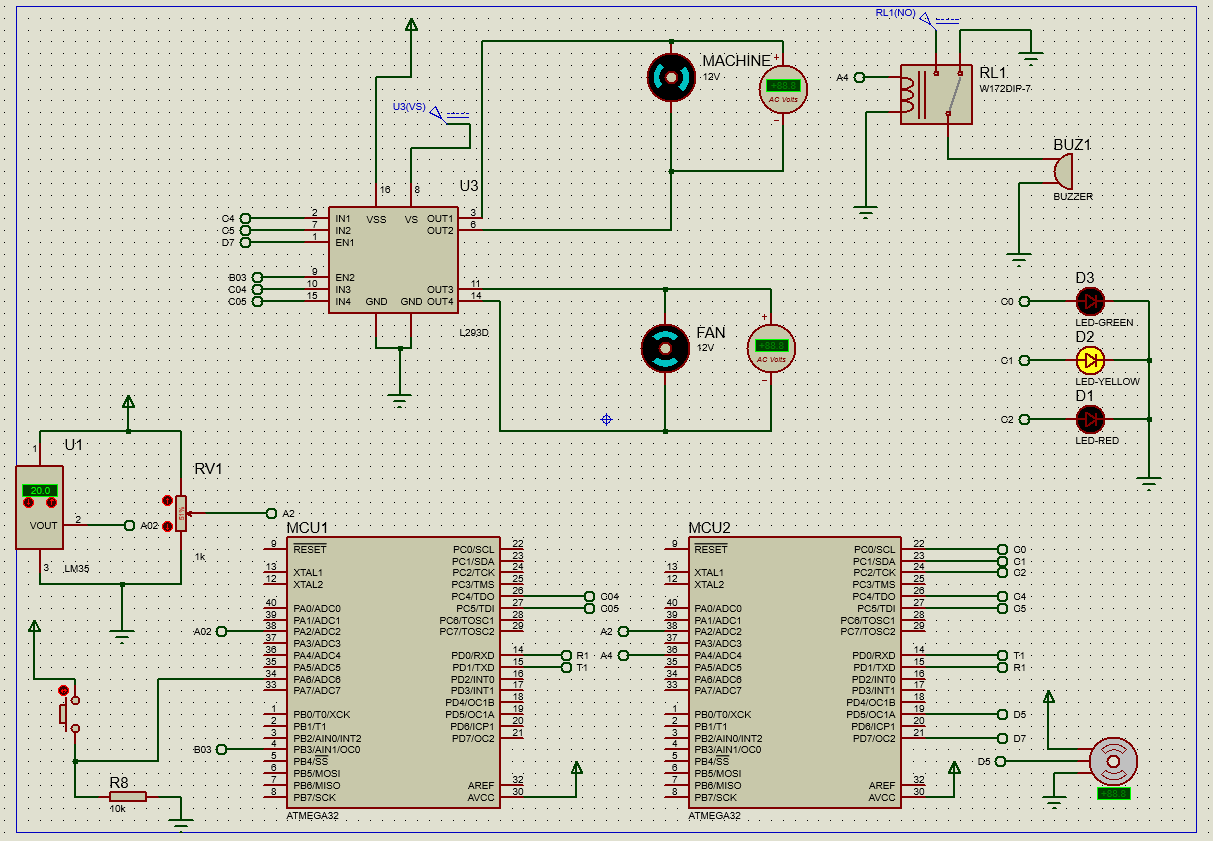 RL1(NO)
MACHINE
12V
+88.8
AC Volts
A4
RL1
W172DIP-7
U3(VS)
BUZ1
BUZZER
16
8
U3
C4
2
IN1
VSS
VS
OUT1
3
C5
7
IN2
OUT2
6
D7
1
EN1
B03
9
EN2
C04
10
IN3
OUT3
11
C05
15
IN4
GND
GND
OUT4
14
L293D
FAN
12V
+88.8
AC Volts
D3
C0
LED-GREEN
D2
C1
LED-YELLOW
D1
C2
LED-RED
1
U1
20.0
VOUT
2
A02
3
LM35
RV1
51%
A2
1k
MCU1
9 RESET PC0/SCL 22
PC1/SDA 23
13 XTAL1 PC2/TCK 24
12 XTAL2 PC3/TMS 25
PC4/TDO 26 C04
40 PA0/ADC0 PC5/TDI 27 C05
39 PA1/ADC1 PC6/TOSC1 28
A02 38 PA2/ADC2 PC7/TOSC2 29
37 PA3/ADC3
36 PA4/ADC4 PD0/RXD 14 R1
35 PA5/ADC5 PD1/TXD 15 T1
34 PA6/ADC6 PD2/INT0 16
33 PA7/ADC7 PD3/INT1 17
PD4/OC1B 18
1 PB0/T0/XCK PD5/OC1A 19
2 PB1/T1 PD6/ICP1 20
3 PB2/AIN0/INT2 PD7/OC2 21
B03 4 PB3/AIN1/OC0
5 PB4/SS
6 PB5/MOSI
7 PB6/MISO AREF 32
8 PB7/SCK AVCC 30
ATMEGA32
MCU2
9 RESET PC0/SCL 22 C0
PC1/SDA 23 C1
13 XTAL1 PC2/TCK 24 C2
12 XTAL2 PC3/TMS 25
PC4/TDO 26 C4
40 PA0/ADC0 PC5/TDI 27 C5
39 PA1/ADC1 PC6/TOSC1 28
A2 38 PA2/ADC2 PC7/TOSC2 29
37 PA3/ADC3
A4 36 PA4/ADC4 PD0/RXD 14 T1
35 PA5/ADC5 PD1/TXD 15 R1
34 PA6/ADC6 PD2/INT0 16
33 PA7/ADC7 PD3/INT1 17
PD4/OC1B 18
1 PB0/T0/XCK PD5/OC1A 19 D5
2 PB1/T1 PD6/ICP1 20
3 PB2/AIN0/INT2 PD7/OC2 21 D7
4 PB3/AIN1/OC0
5 PB4/SS
6 PB5/MOSI
7 PB6/MISO AREF 32
8 PB7/SCK AVCC 30
ATMEGA32
R8
10k
D5
+88.8